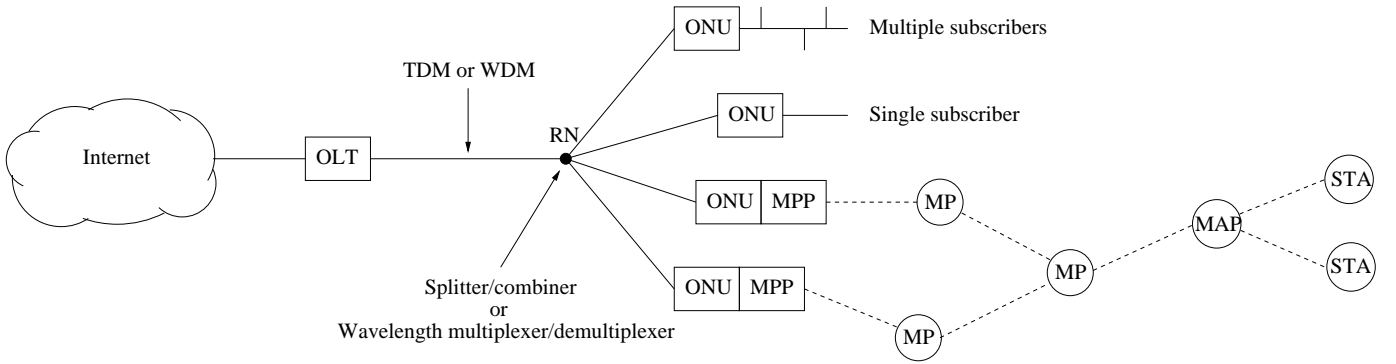 ONU
Multiple subscribers
TDM or WDM
ONU
Single subscriber
RN
Internet
OLT
STA
ONU MPP
MP
MAP
MP
STA
ONU MPP
Splitter/combiner
or
Wavelength multiplexer/demultiplexer
MP